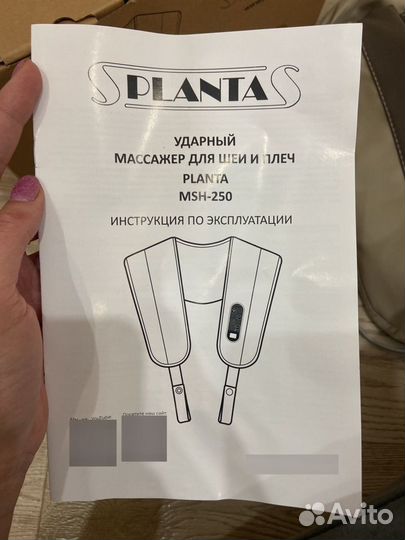 PLANTA
УДАРНЫЙ
МАССАЖЕР ДЛЯ ШЕИ И ПЛЕЧ
PLANTA
MSH-250
ИНСТРУКЦИЯ ПО ЭКСПЛУАТАЦИИ
Avito